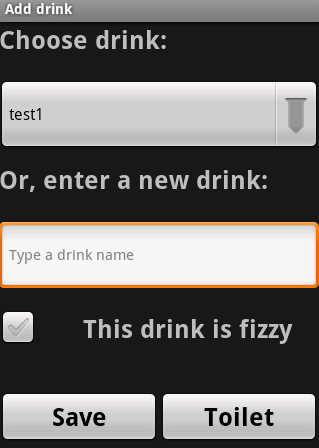 Add drink
Choose drink:
test1
Or, enter a new drink:
Type a drink name
This drink is fizzy
Save
Toilet